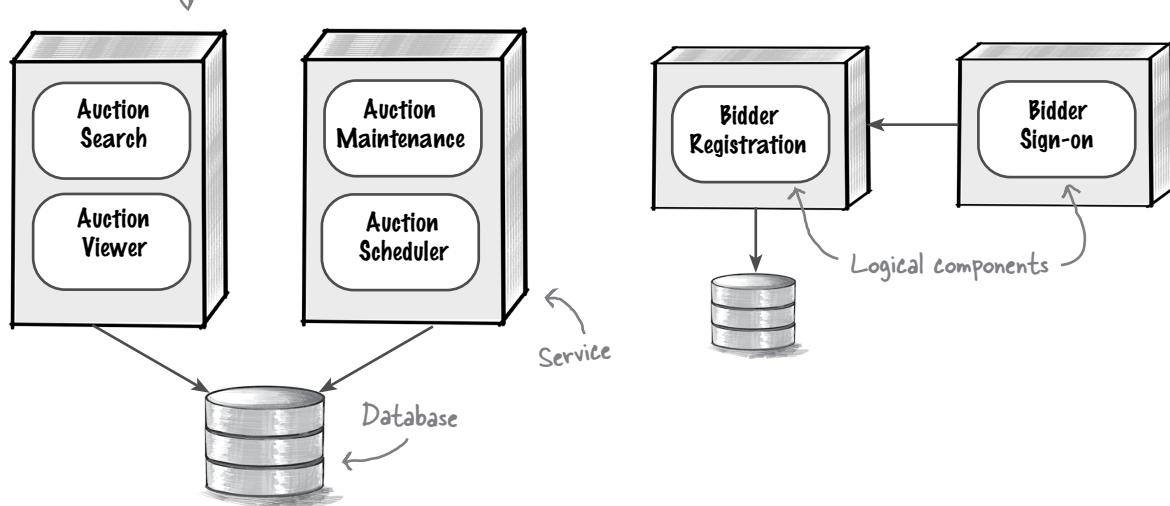 Auction
Search
Auction
Viewer
Auction
Maintenance
Auction
Scheduler
Bidder
Registration
Bidder
Sign-on
Logical components
Service
Database